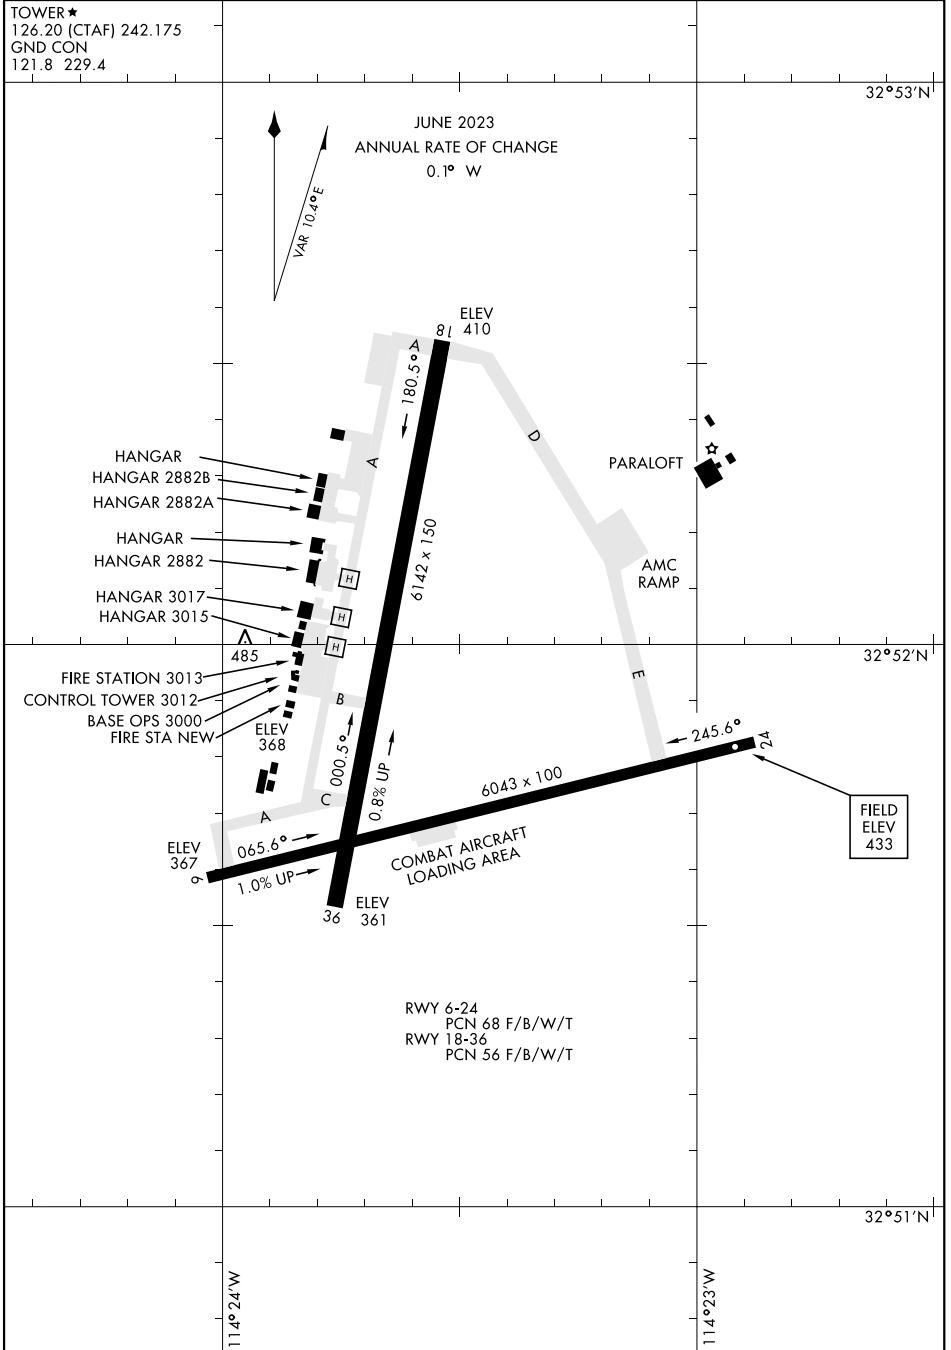 TOWER★
126.20 (CTAF) 242.175
GND CON
121.8 229.4
32°53'N
JUNE 2023
ANNUAL RATE OF CHANGE
0.1° W
VAR 10.4°E
ELEV
410
18
A
180.5°
D
A
HANGAR
HANGAR 2882B
HANGAR 2882A
HANGAR
HANGAR 2882
HANGAR 3017
HANGAR 3015
PARALOFT
6142 x 150
AMC
RAMP
H
H
H
485
32°52'N
FIRE STATION 3013
CONTROL TOWER 3012
BASE OPS 3000
FIRE STA NEW
ELEV
368
B
E
000.5°
0.8% UP
245.6°
24
6043 x 100
C
A
FIELD
ELEV
433
ELEV
367
065.6°
1.0% UP
6
COMBAT AIRCRAFT
LOADING AREA
36
ELEV
361
RWY 6-24
PCN 68 F/B/W/T
RWY 18-36
PCN 56 F/B/W/T
32°51'N
114°24'W
114°23'W